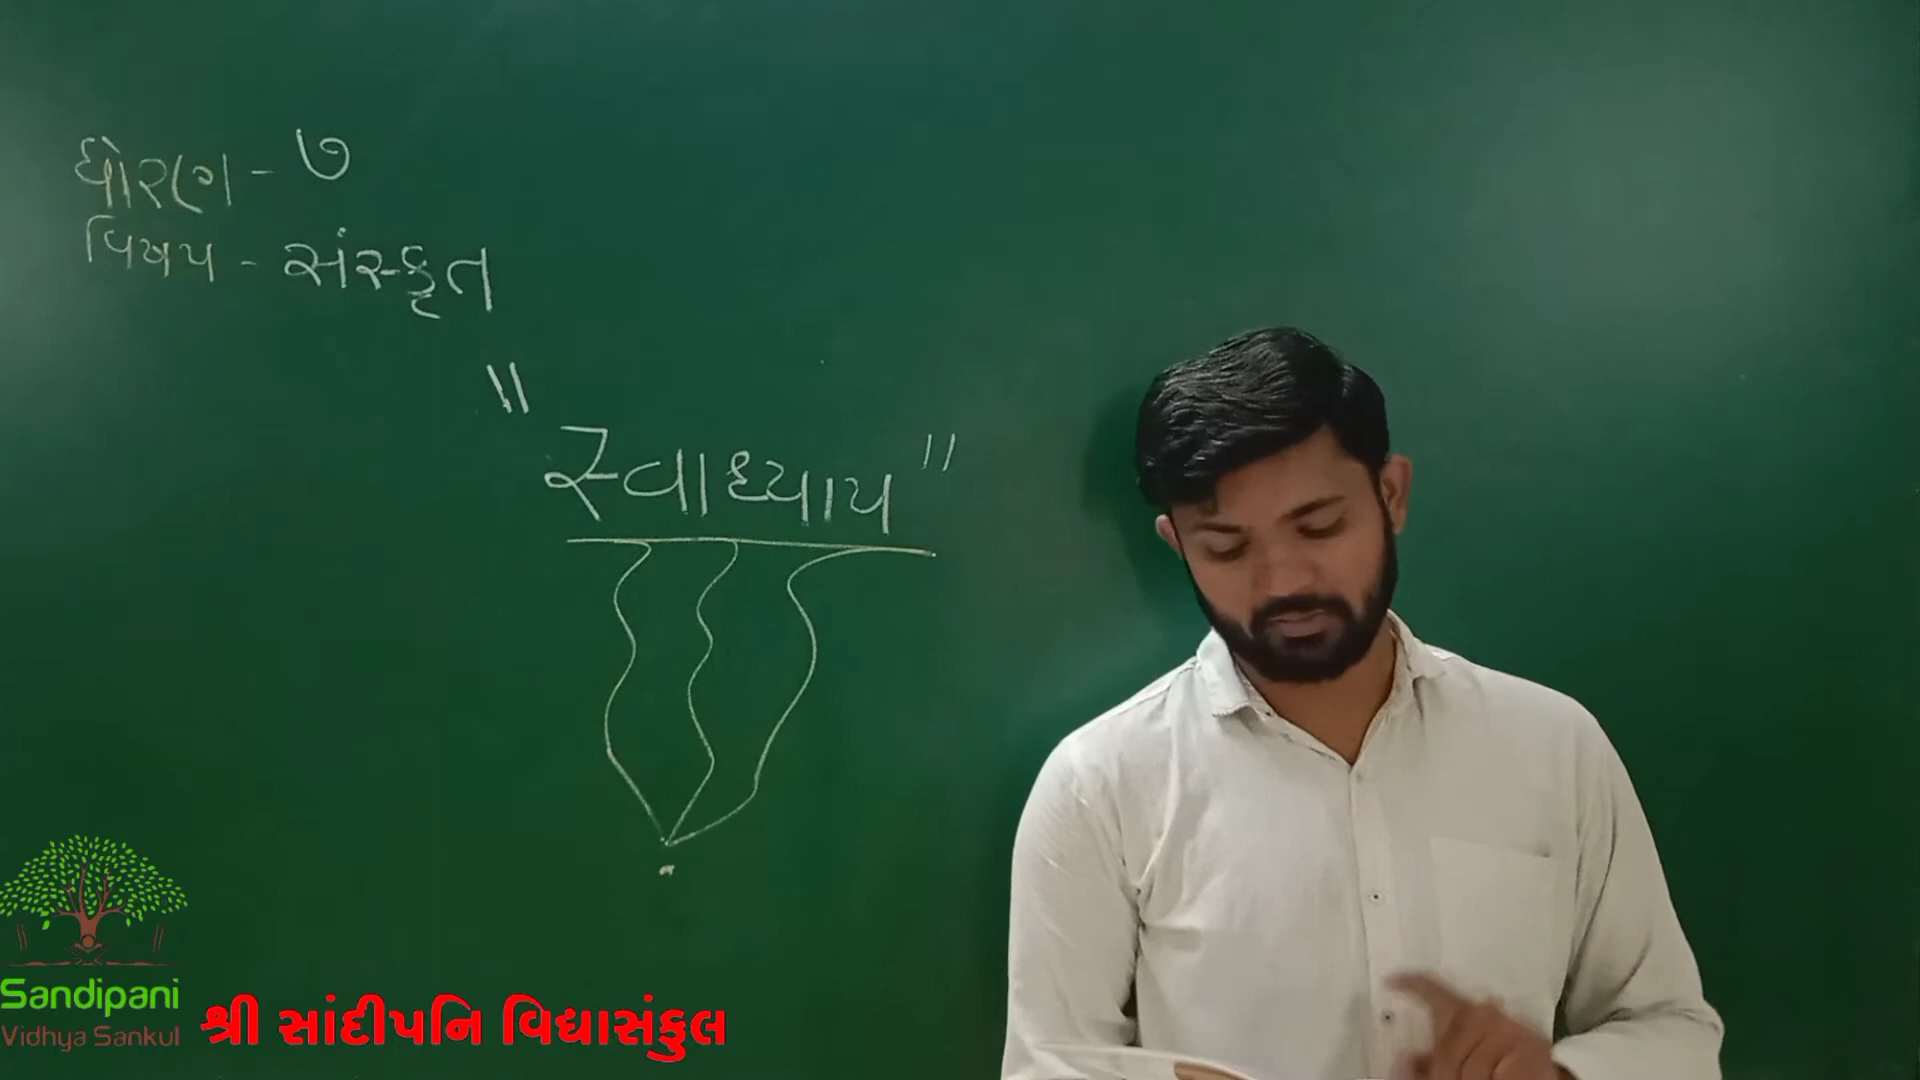 ધોરણ - ૭
વિષય - સંસ્કૃત
" સ્વાધ્યાય "
Sandipani
Vidhya Sankul
શ્રી સાંદીપનિ વિદ્યાસંકુલ